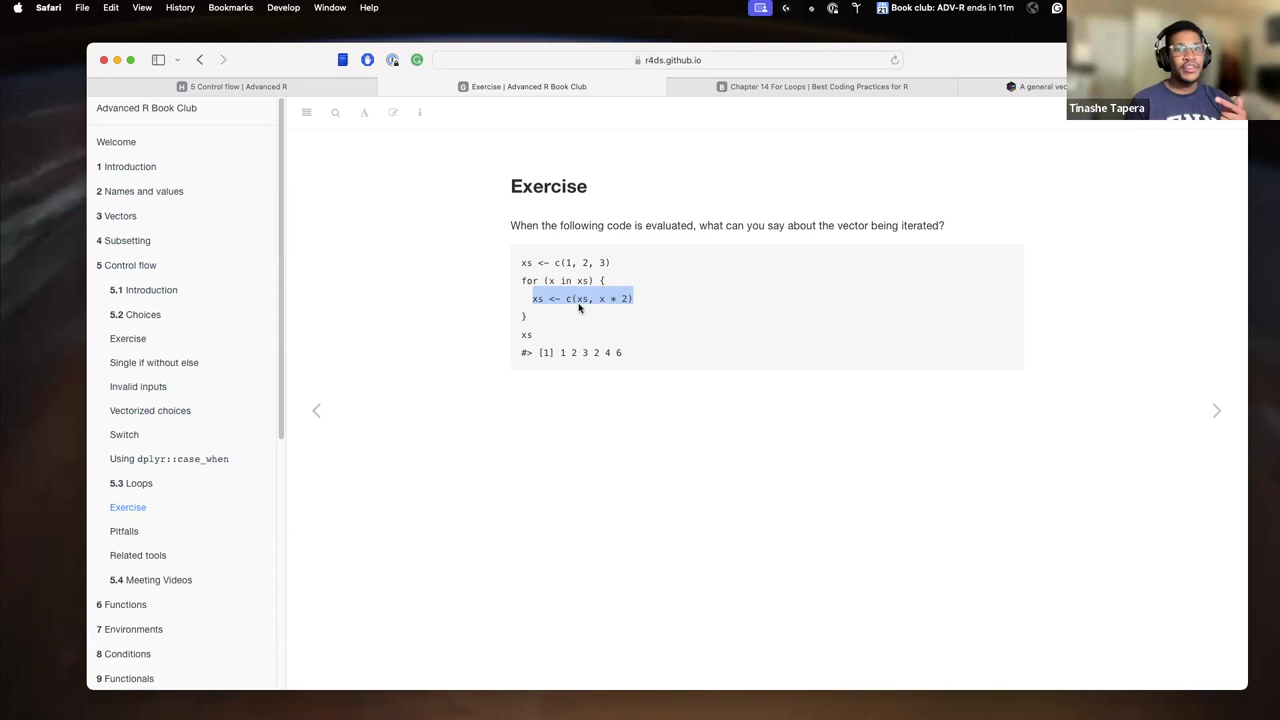 Safari File Edit View History Bookmarks Develop Window Help
21 Book club: ADV-R ends in 11m
r4ds.github.io
H 5 Control flow | Advanced R
G Exercise | Advanced R Book Club
B Chapter 14 For Loops | Best Coding Practices for R
A general vec
Tinashe Tapera
Advanced R Book Club
Welcome
1 Introduction
2 Names and values
3 Vectors
4 Subsetting
5 Control flow
5.1 Introduction
5.2 Choices
Exercise
Single if without else
Invalid inputs
Vectorized choices
Switch
Using dplyr::case_when
5.3 Loops
Exercise
Pitfalls
Related tools
5.4 Meeting Videos
6 Functions
7 Environments
8 Conditions
9 Functionals
Exercise
When the following code is evaluated, what can you say about the vector being iterated?
xs <- c(1, 2, 3)
for (x in xs) {
xs <- c(xs, x * 2)
}
xs
#> [1] 1 2 3 2 4 6